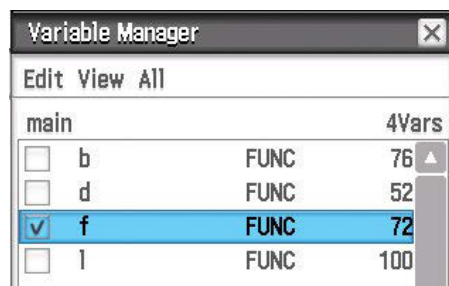 Variable Manager
Edit View All
main 4Vars
b FUNC 76
d FUNC 52
f FUNC 72
l FUNC 100